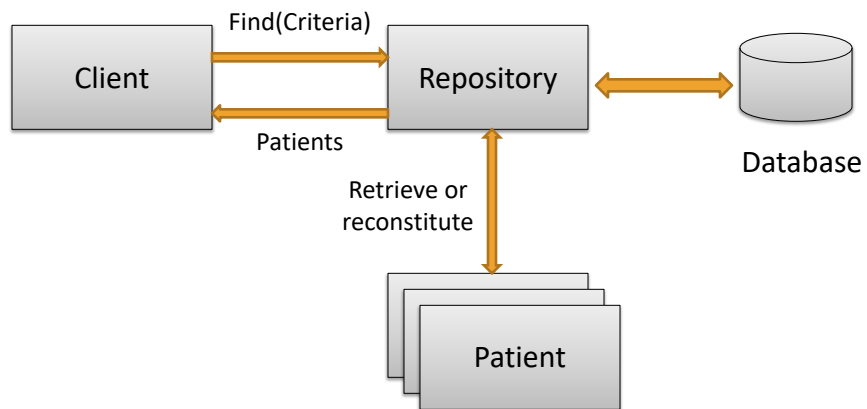 Find(Criteria)
Client
Repository
Patients
Database
Retrieve or
reconstitute
Patient